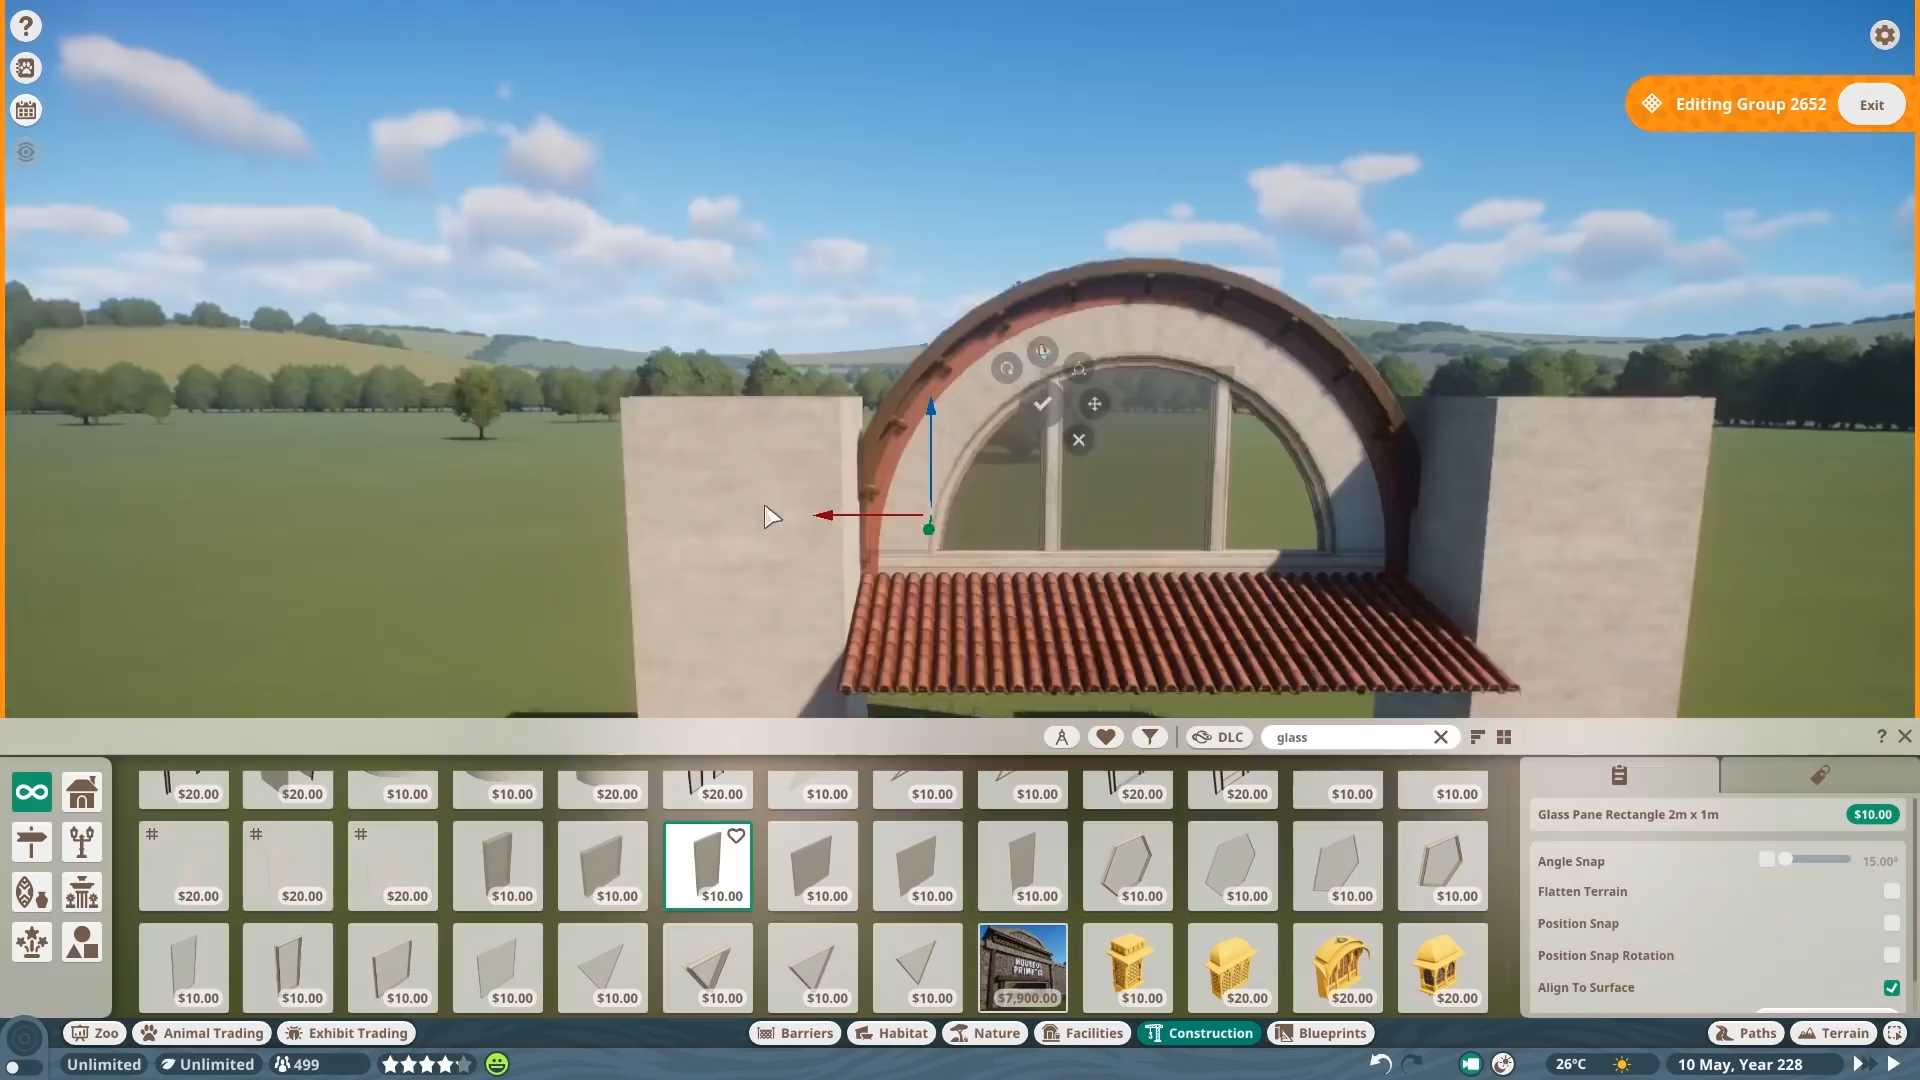 Editing Group 2652
Exit
DLC
glass
?
?
$20.00 $20.00 $10.00 $10.00 $20.00 $20.00 $10.00 $10.00 $10.00 $20.00 $20.00 $10.00 $10.00
# # #
$20.00 $20.00 $20.00 $10.00 $10.00 $10.00 $10.00 $10.00 $10.00 $10.00 $10.00 $10.00 $10.00
HOUSE OF
PRIMATES
$10.00 $10.00 $10.00 $10.00 $10.00 $10.00 $10.00 $10.00 $7,900.00 $10.00 $20.00 $20.00 $20.00
Glass Pane Rectangle 2m x 1m
$10.00
Angle Snap
15.00°
Flatten Terrain
Position Snap
Position Snap Rotation
Align To Surface
Zoo
Animal Trading
Exhibit Trading
Barriers
Habitat
Nature
Facilities
Construction
Blueprints
Paths
Terrain
Unlimited
Unlimited
499
26°C
10 May, Year 228